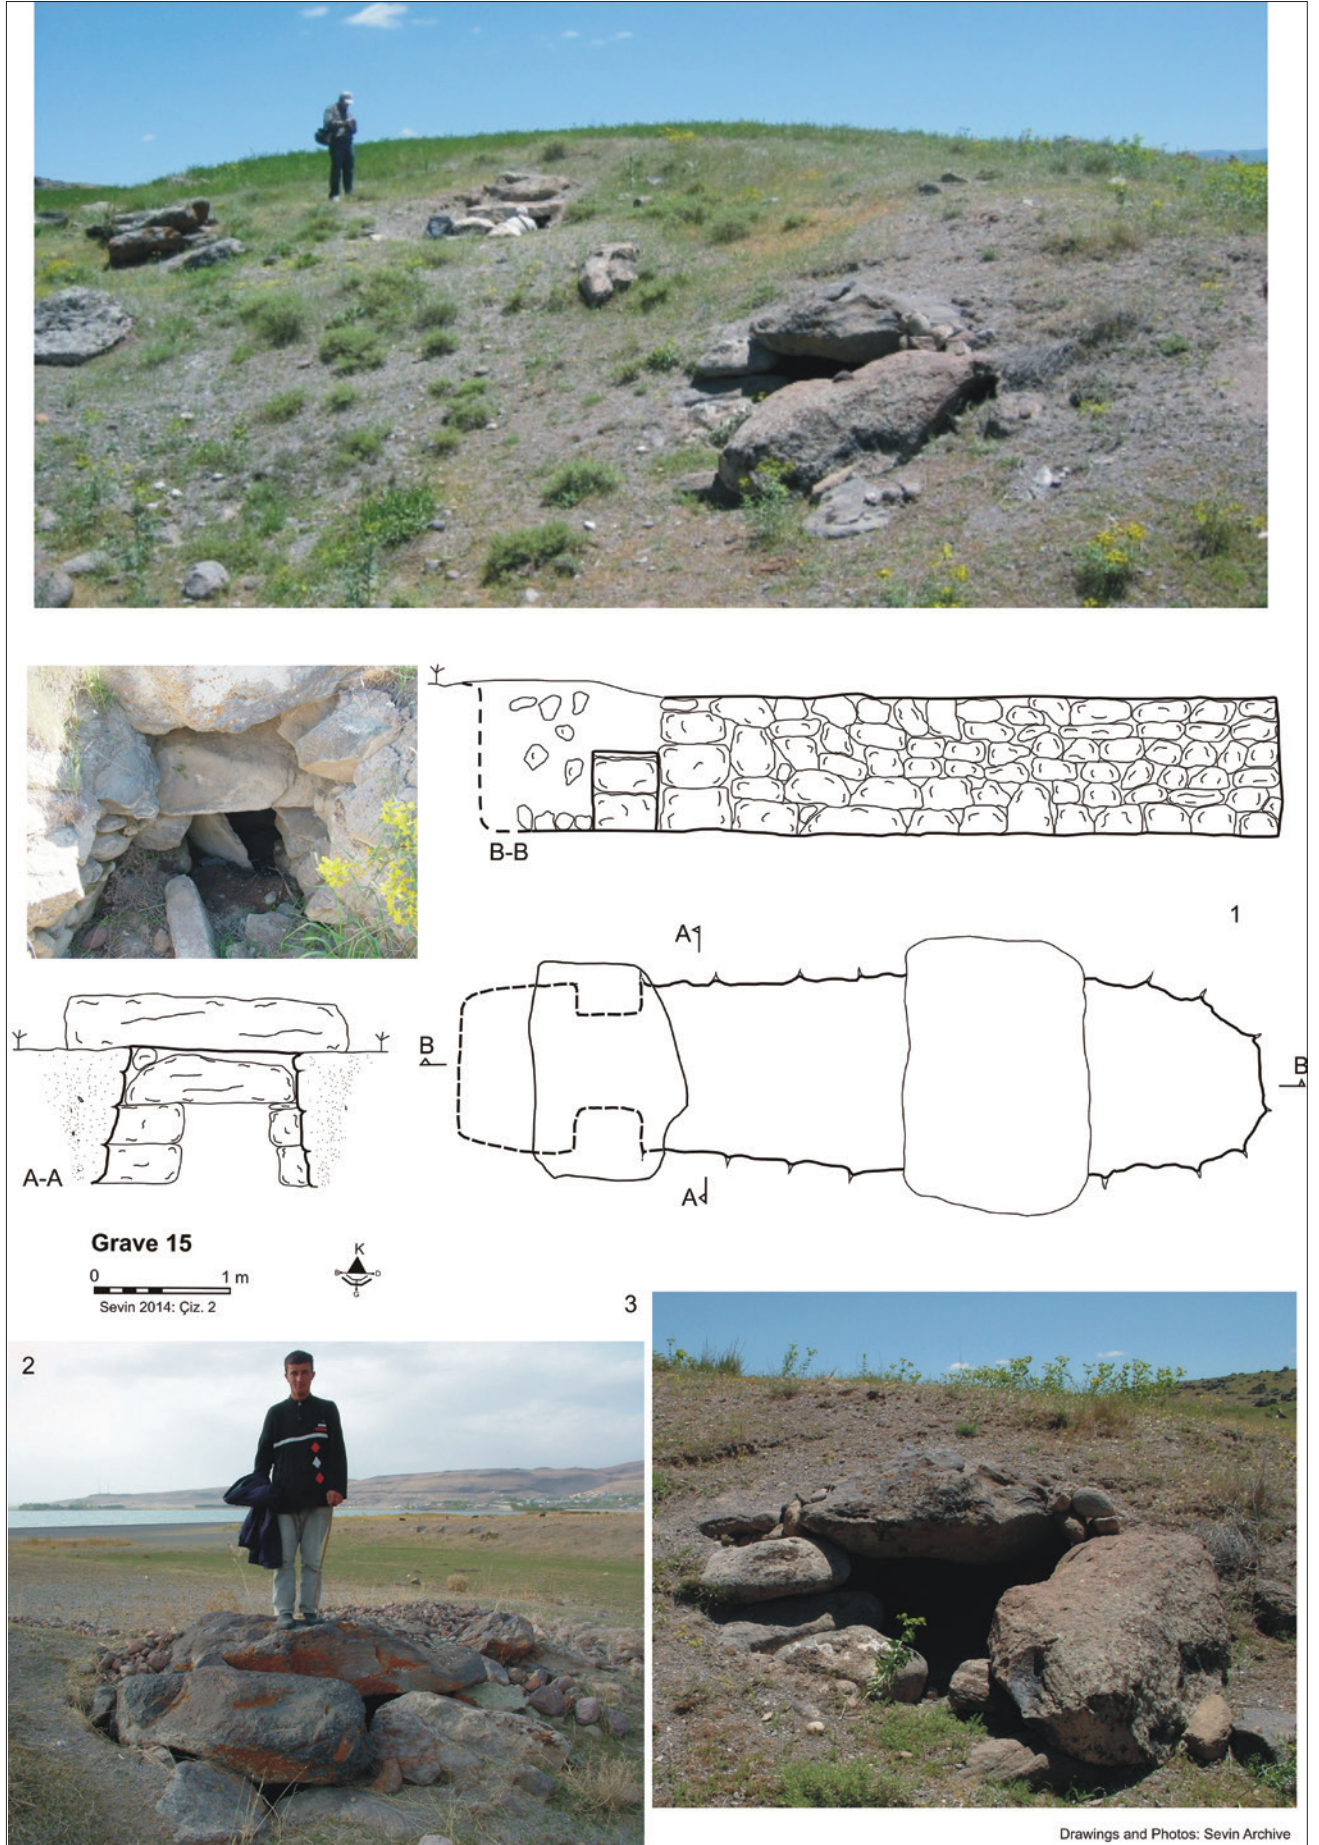 B-B
1
A
B
B
A
A-A
Grave 15
0 1 m
Sevin 2014: Çiz. 2
K
B D
G
3
2
Drawings and Photos: Sevin Archive